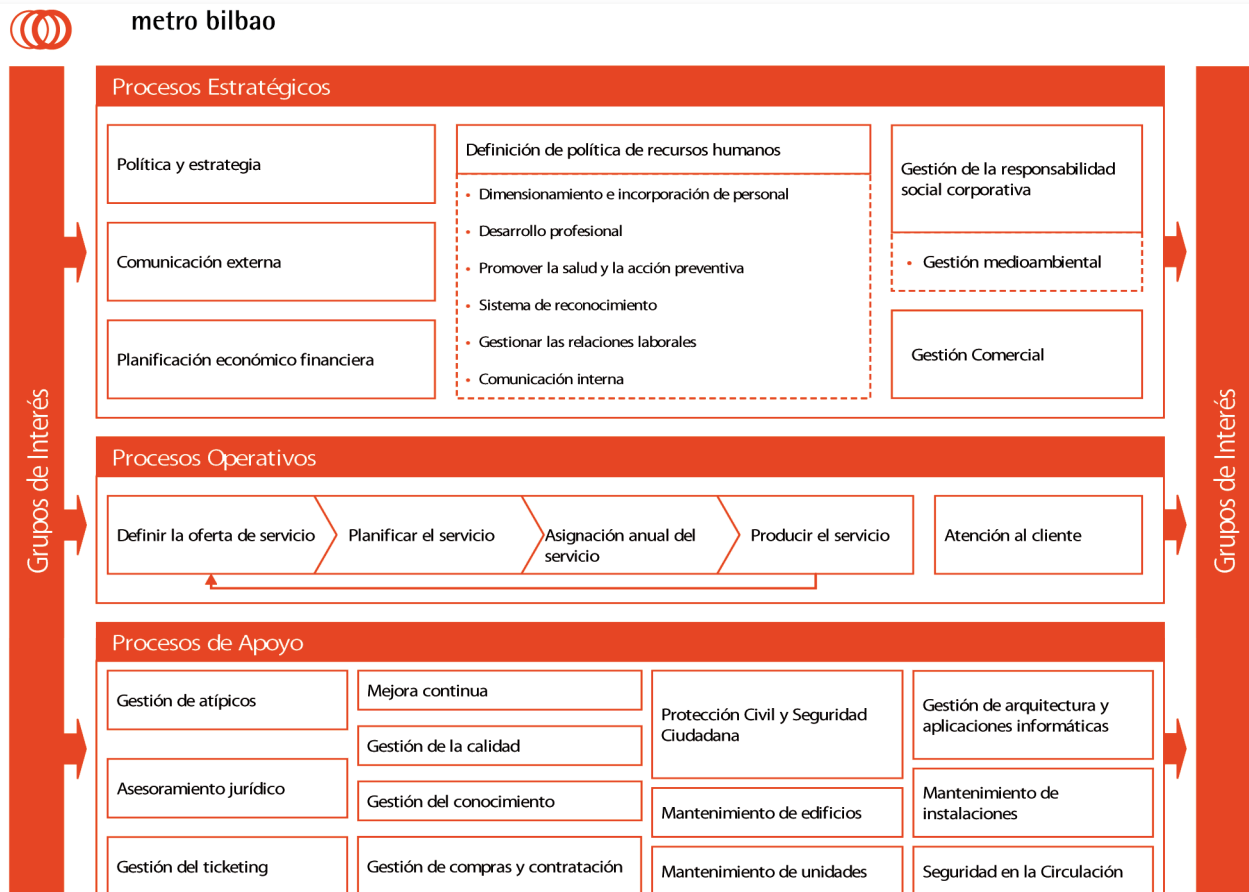 metro bilbao
Grupos de Interés
Procesos Estratégicos
Política y estrategia
Comunicación externa
Planificación económico financiera
Definición de política de recursos humanos
• Dimensionamiento e incorporación de personal
• Desarrollo profesional
• Promover la salud y la acción preventiva
• Sistema de reconocimiento
• Gestionar las relaciones laborales
• Comunicación interna
Gestión de la responsabilidad
social corporativa
• Gestión medioambiental
Gestión Comercial
Procesos Operativos
Definir la oferta de servicio
Planificar el servicio
Asignación anual del
servicio
Producir el servicio
Atención al cliente
Procesos de Apoyo
Gestión de atípicos
Asesoramiento jurídico
Gestión del ticketing
Mejora continua
Gestión de la calidad
Gestión del conocimiento
Gestión de compras y contratación
Protección Civil y Seguridad
Ciudadana
Mantenimiento de edificios
Mantenimiento de unidades
Gestión de arquitectura y
aplicaciones informáticas
Mantenimiento de
instalaciones
Seguridad en la Circulación
Grupos de Interés